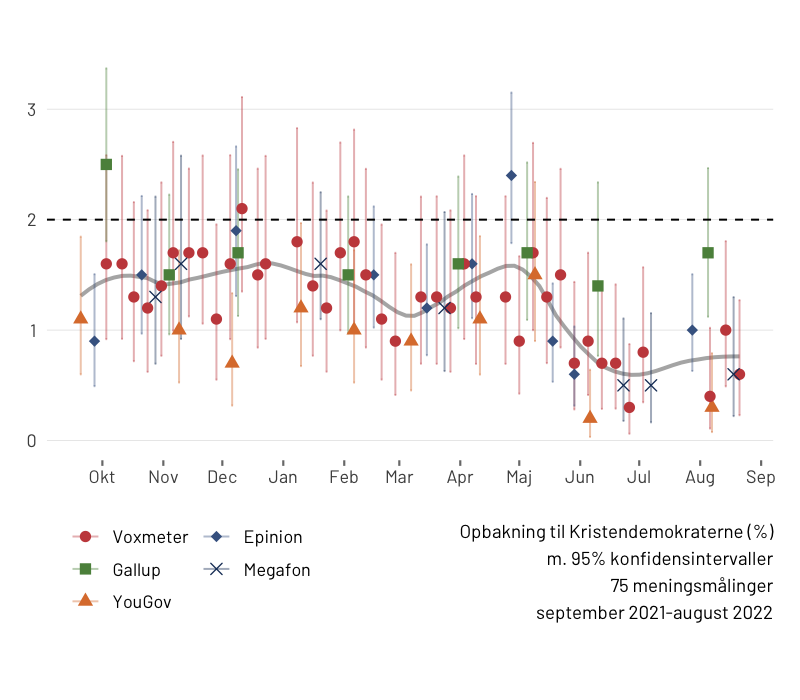 3
2
1
0
Okt Nov Dec Jan Feb Mar Apr Maj Jun Jul Aug Sep
Voxmeter Epinion
Gallup Megafon
YouGov
Opbakning til Kristendemokraterne (%)
m. 95% konfidensintervaller
75 meningsmålinger
september 2021-august 2022